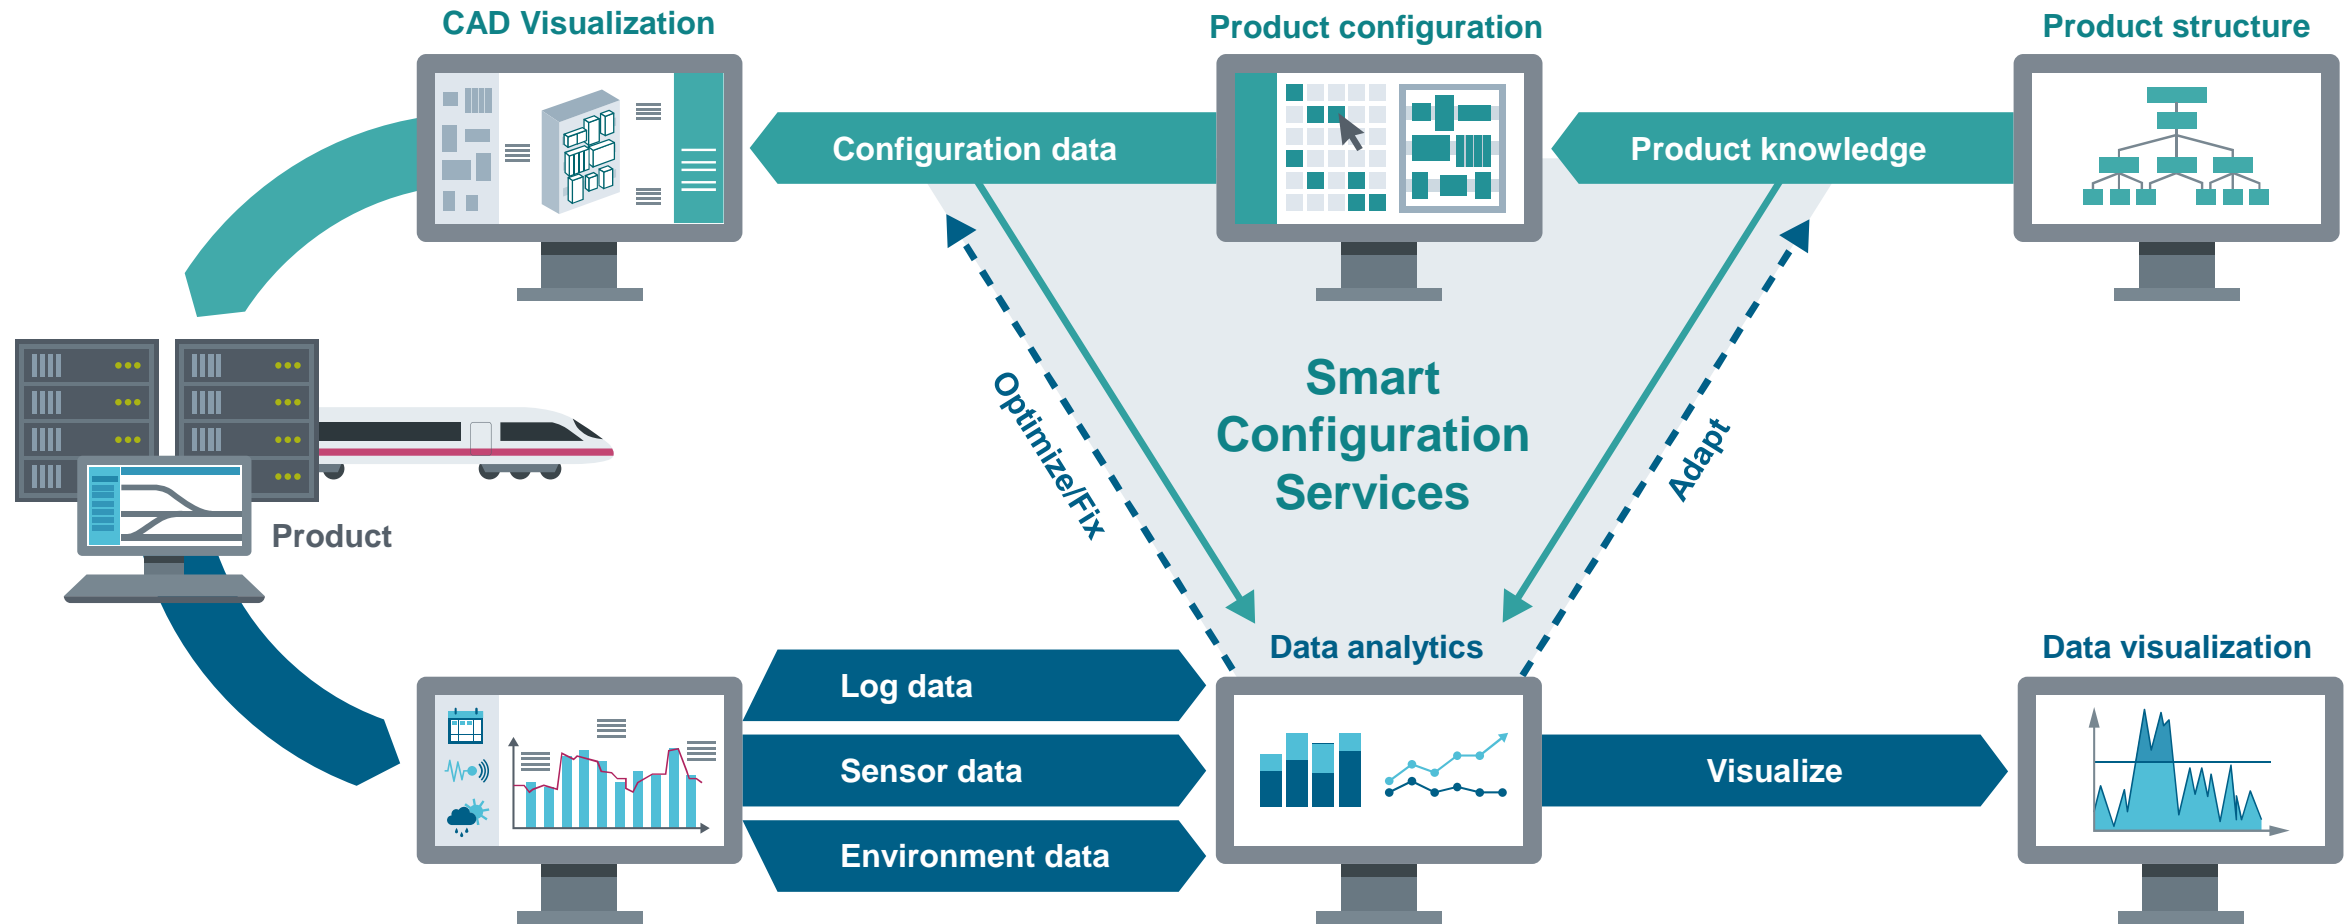 CAD Visualization
Product configuration
Product structure
Configuration data
Product knowledge
Smart
Configuration
Services
Optimize/Fix
Adapt
Product
Data analytics
Data visualization
Log data
Sensor data
Visualize
Environment data